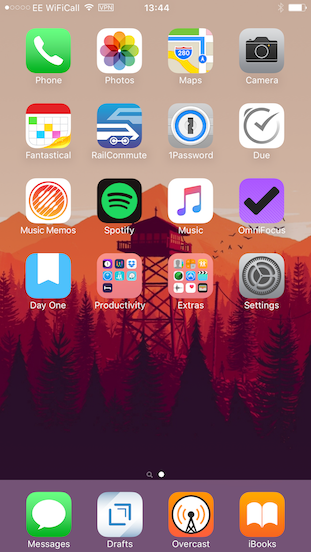 EE WiFiCall VPN 13:44
Phone Photos Maps Camera
280
Fantastical RailCommute 1Password Due
Music Memos Spotify Music OmniFocus
Day One Productivity Extras Settings
Messages Drafts Overcast iBooks